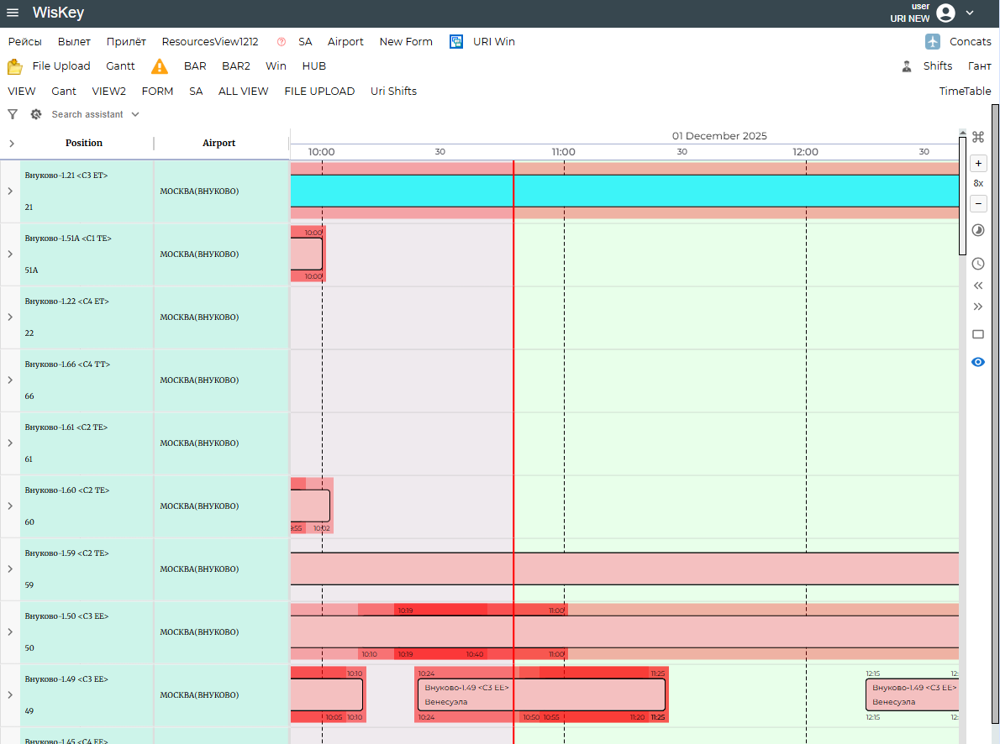 WisKey
user
URI NEW
Рейсы Вылет Прилёт ResourcesView1212 SA Airport New Form URI Win Concats
File Upload Gantt BAR BAR2 Win HUB Shifts Гант
VIEW Gant VIEW2 FORM SA ALL VIEW FILE UPLOAD Uri Shifts TimeTable
Search assistant
01 December 2025
Position Airport
10:00 30 11:00 30 12:00 30
+
8x
−
Внуково-1.21 <C3 ET>
МОСКВА(ВНУКОВО)
21
Внуково-1.51A <C1 TE> 10:00
МОСКВА(ВНУКОВО)
51A 10:00
Внуково-1.22 <C4 ET>
МОСКВА(ВНУКОВО)
22
Внуково-1.66 <C4 TT>
МОСКВА(ВНУКОВО)
66
Внуково-1.61 <C2 TE>
МОСКВА(ВНУКОВО)
61
Внуково-1.60 <C2 TE>
МОСКВА(ВНУКОВО)
60 9:55 10:02
Внуково-1.59 <C2 TE>
МОСКВА(ВНУКОВО)
59
Внуково-1.50 <C3 EE> 10:19 11:00
МОСКВА(ВНУКОВО)
50 10:10 10:19 10:40 11:00
Внуково-1.49 <C3 EE> 10:10 10:24 11:25 12:15 12:
Внуково-1.49 <C3 EE> Внуково-1.49 <C3 EE>
МОСКВА(ВНУКОВО) Венесуэла Венесуэла
49 10:05 10:10 10:24 10:50 10:55 11:20 11:25 12:15 12:
Внуково-1.45 <C4 EE>